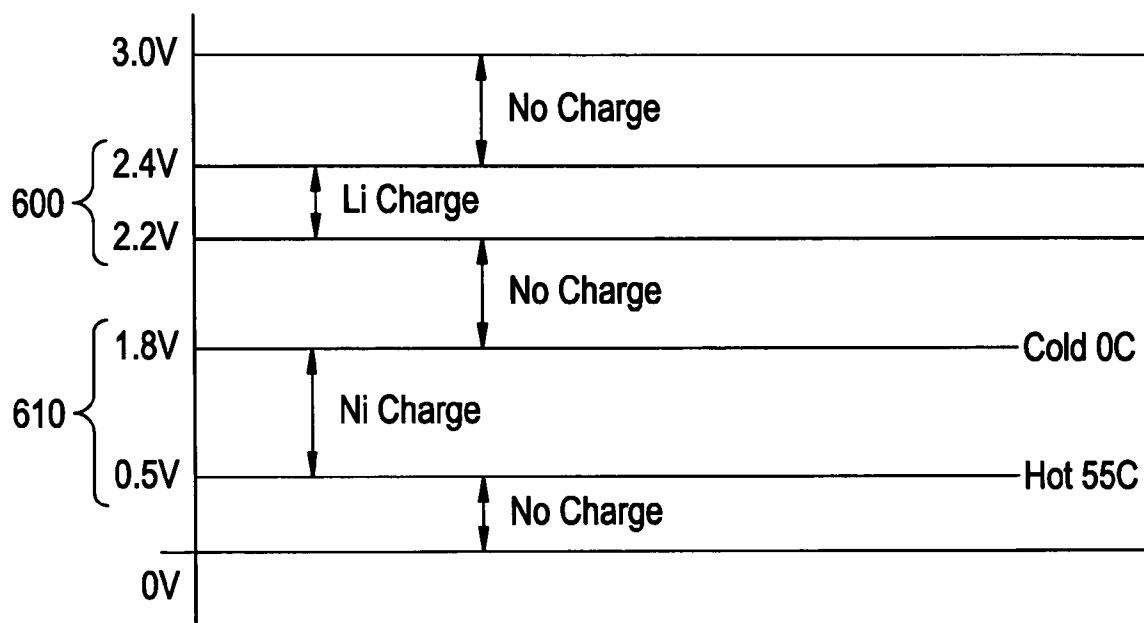 3.0V
No Charge
2.4V
600
Li Charge
2.2V
No Charge
1.8V
Cold 0C
610
Ni Charge
0.5V
Hot 55C
No Charge
0V